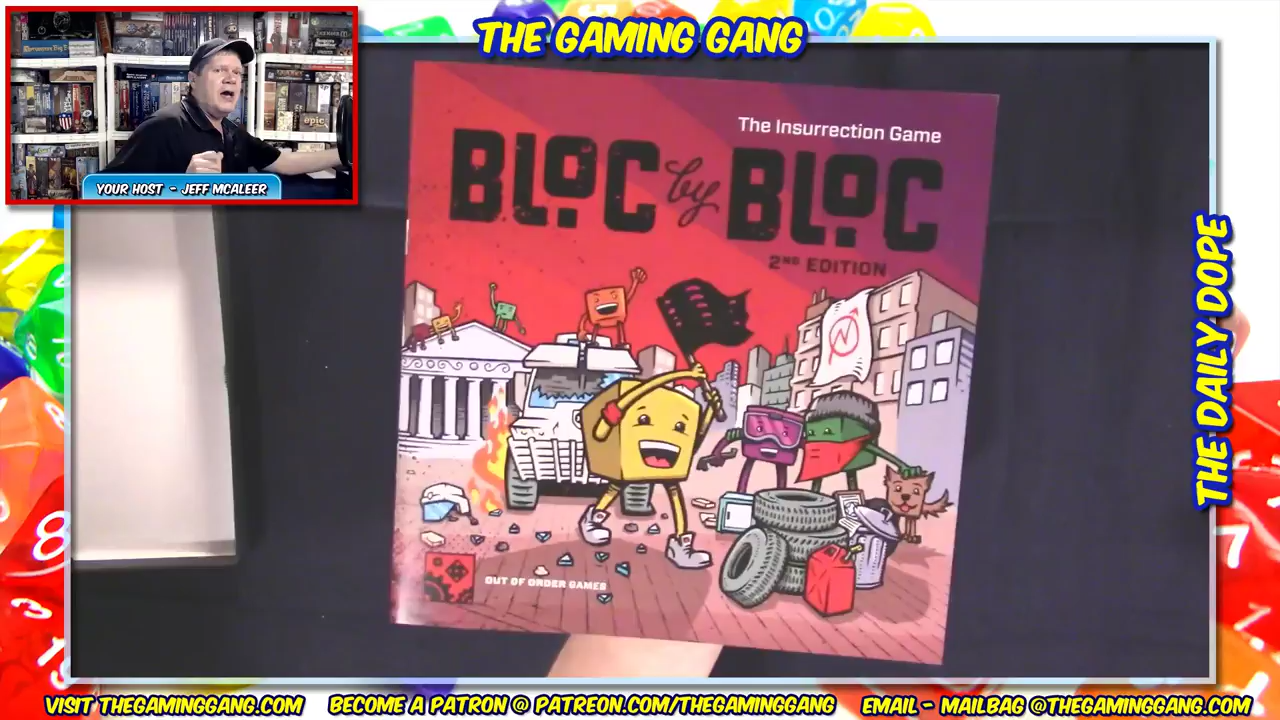 THE GAMING GANG
YOUR HOST - JEFF MCALEER
epic
The Insurrection Game
BLOC by BLOC
2ND EDITION
OUT OF ORDER GAMES
THE DAILY DOPE
VISIT THEGAMINGGANG.COM BECOME A PATRON @ PATREON.COM/THEGAMINGGANG EMAIL - MAILBAG @THEGAMINGGANG.COM